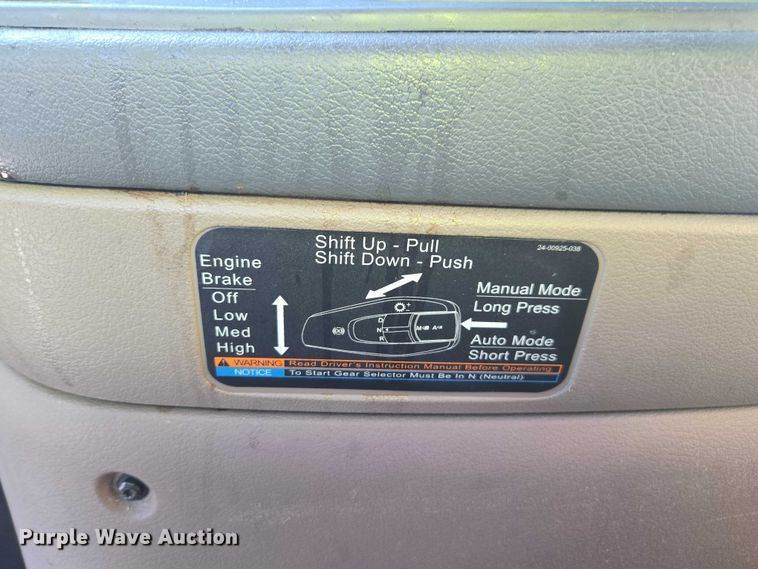 Shift Up - Pull
Shift Down - Push
24-00925-038
Engine
Brake
Off
Low
Med
High
Manual Mode
Long Press
Auto Mode
Short Press
D
N
R
+
WARNING Read Driver's Instruction Manual Before Operating.
NOTICE To Start Gear Selector Must Be In N (Neutral)
Purple Wave Auction